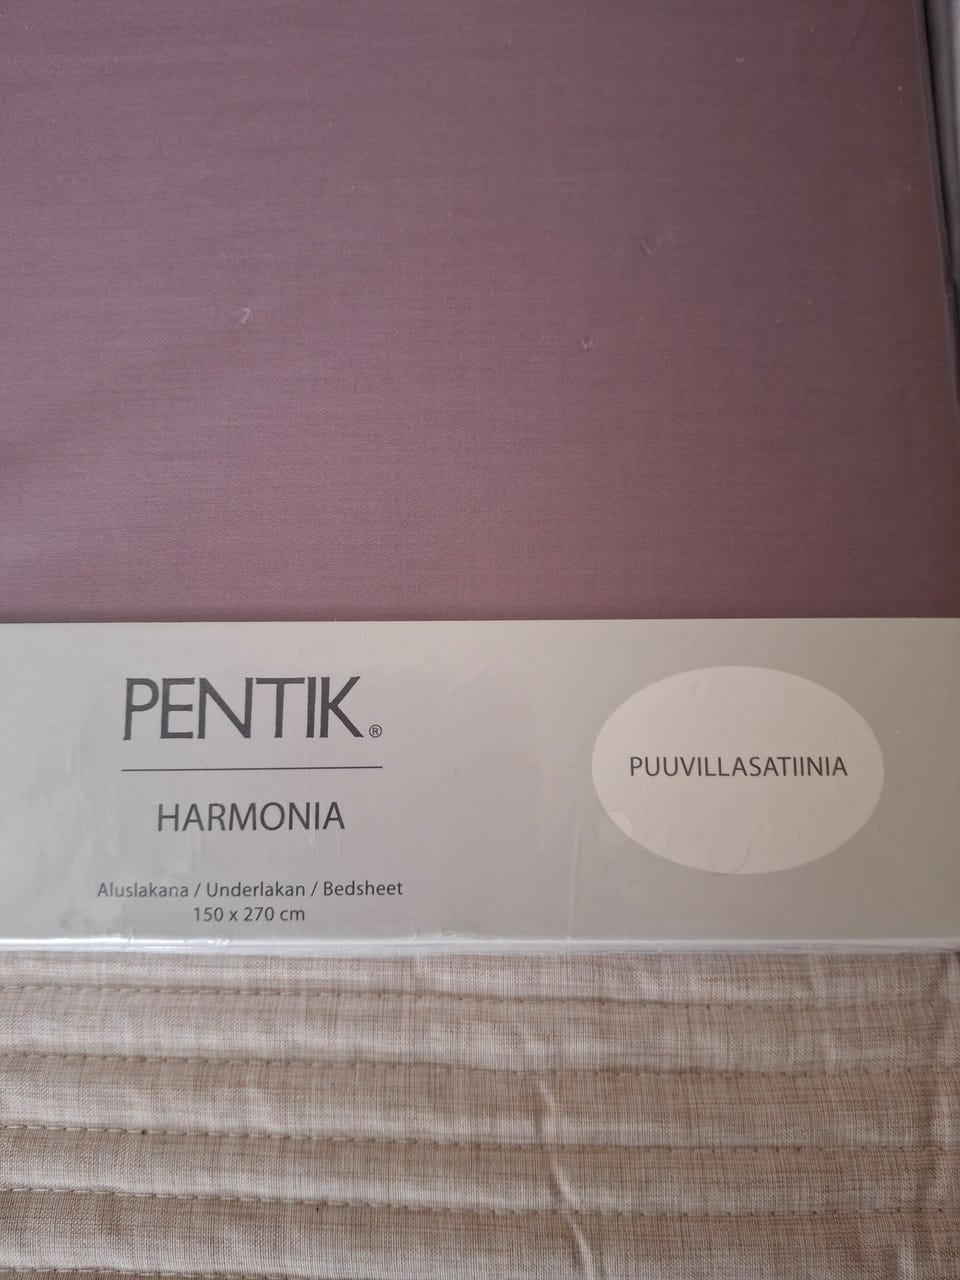 PENTIK®
HARMONIA
Aluslakana / Underlakan / Bedsheet
150 x 270 cm
PUUVILLASATIINIA